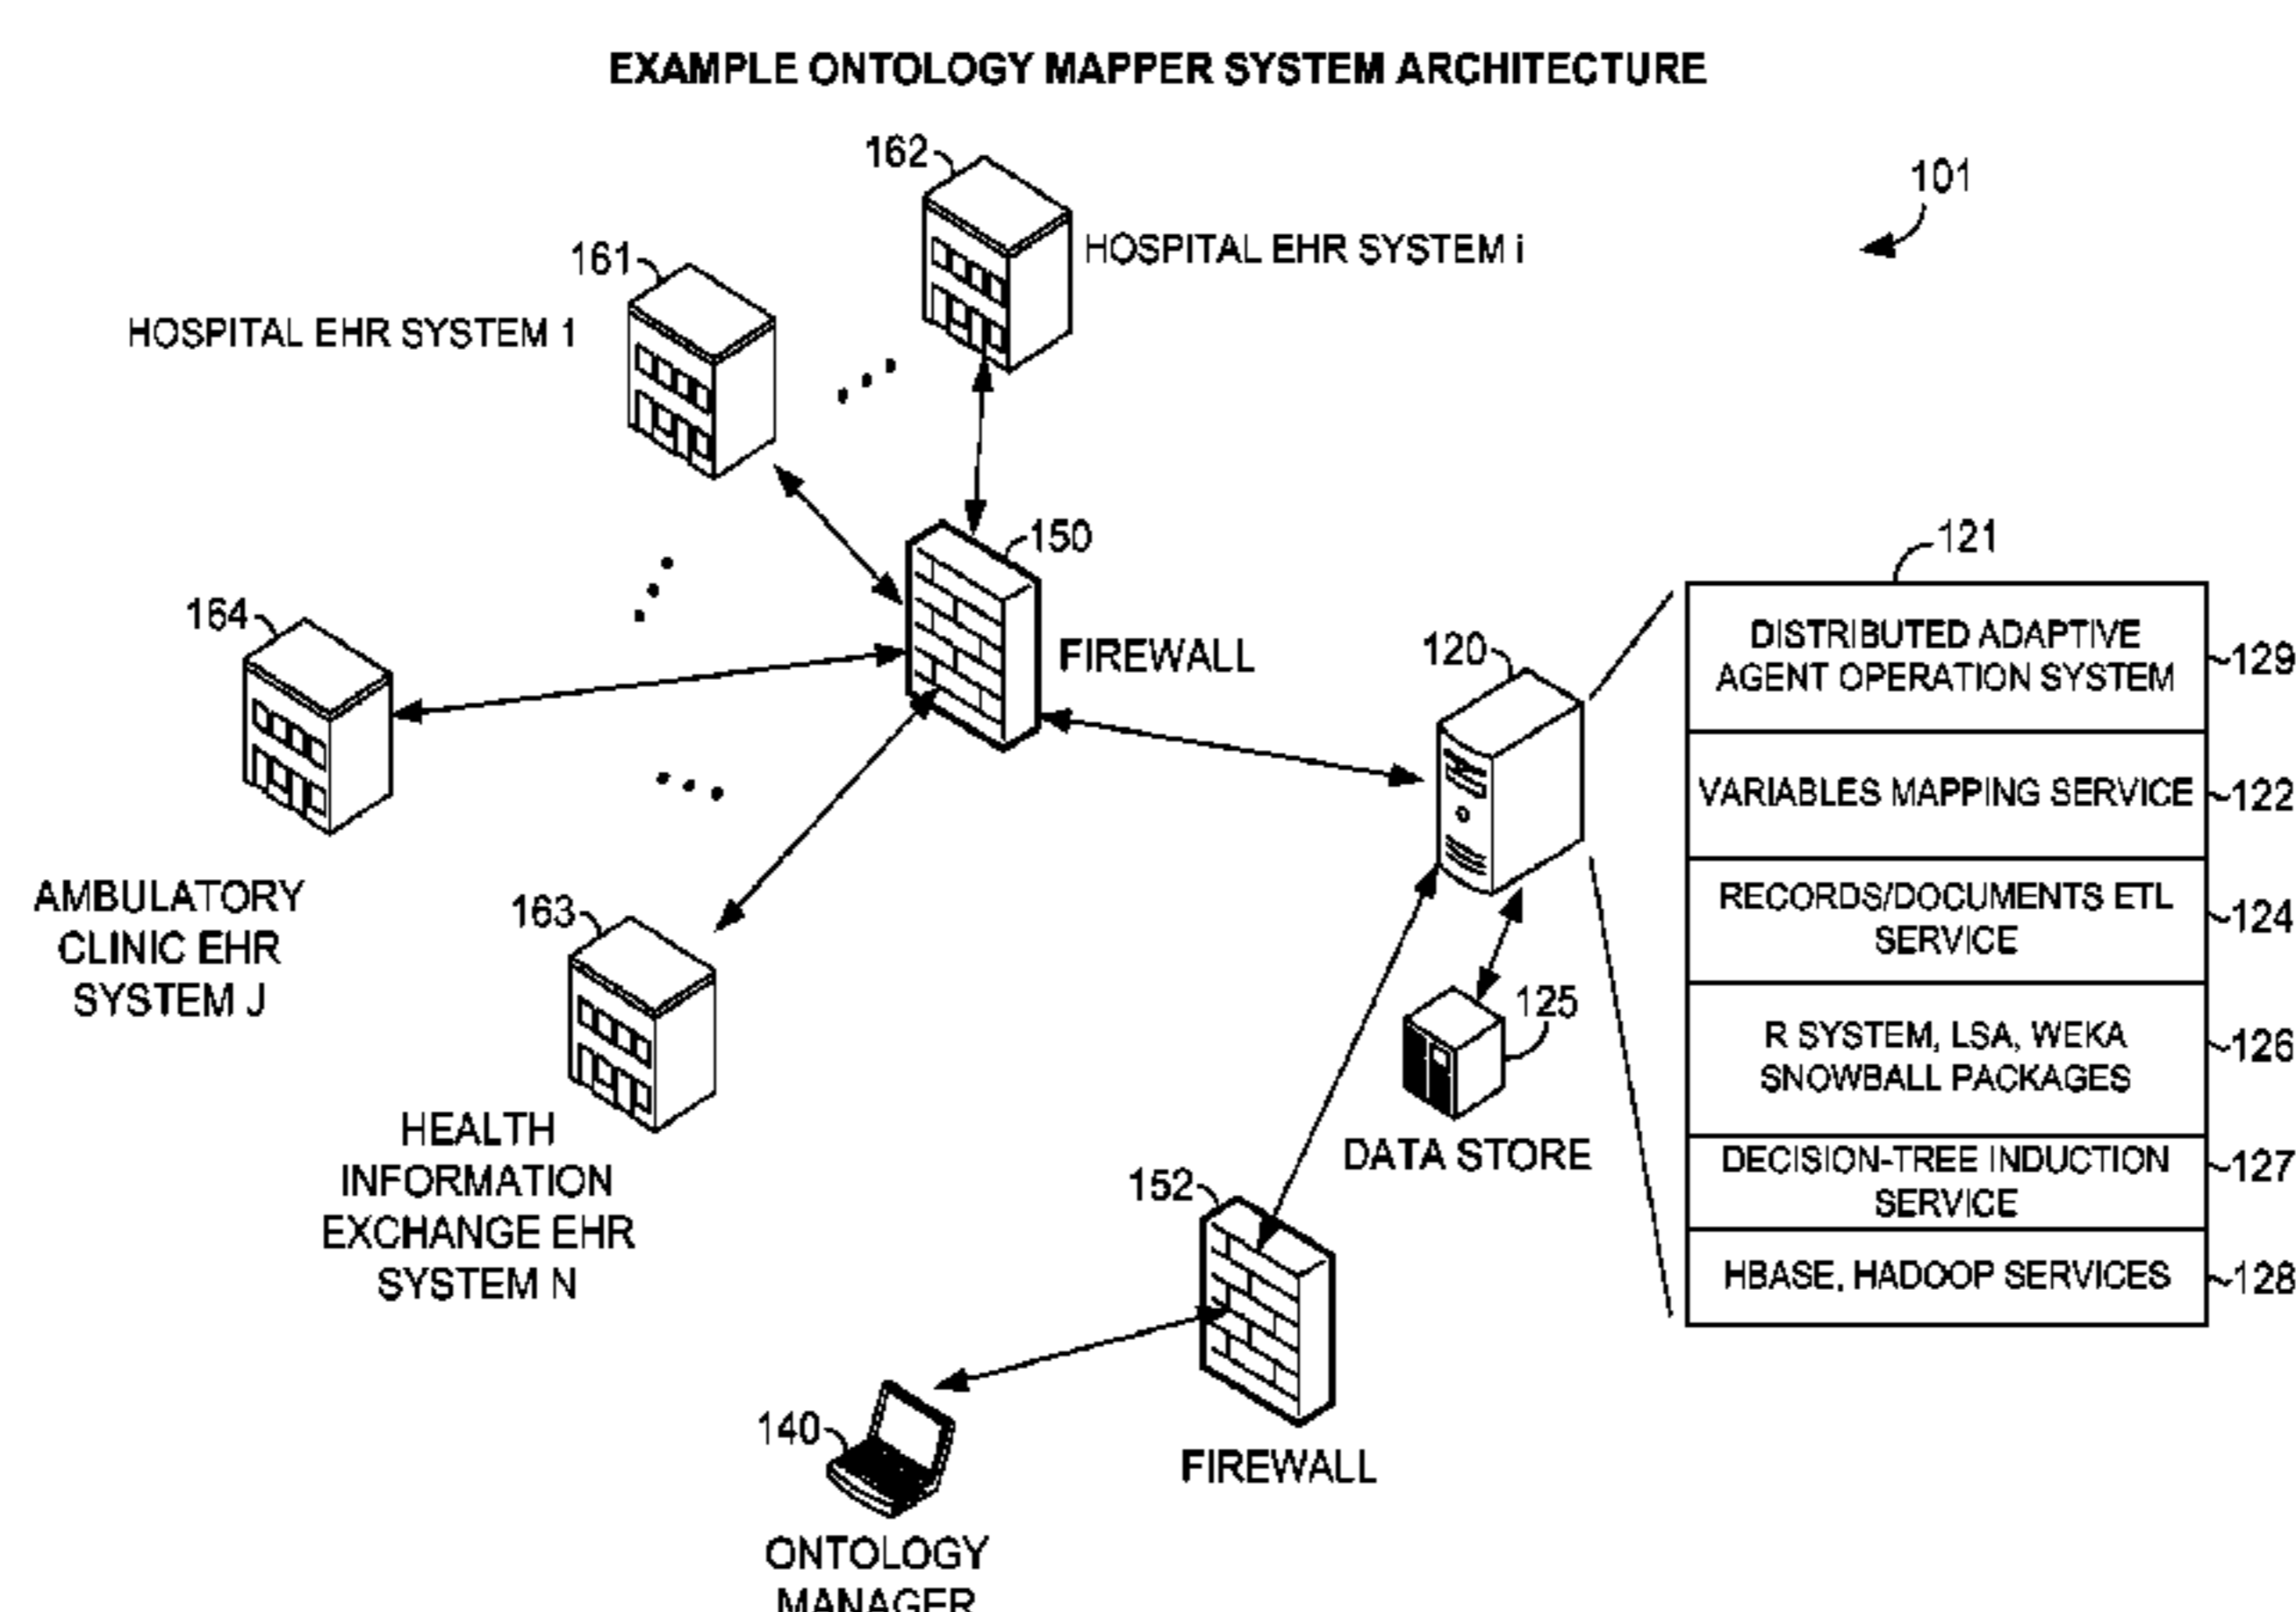 EXAMPLE ONTOLOGY MAPPER SYSTEM ARCHITECTURE
162
101
HOSPITAL EHR SYSTEM i
161
HOSPITAL EHR SYSTEM 1
150
FIREWALL
164
AMBULATORY
CLINIC EHR
SYSTEM J
163
HEALTH
INFORMATION
EXCHANGE EHR
SYSTEM N
120
125
DATA STORE
152
FIREWALL
140
ONTOLOGY
MANAGER
121
DISTRIBUTED ADAPTIVE
AGENT OPERATION SYSTEM
129
VARIABLES MAPPING SERVICE
122
RECORDS/DOCUMENTS ETL
SERVICE
124
R SYSTEM, LSA, WEKA
SNOWBALL PACKAGES
126
DECISION-TREE INDUCTION
SERVICE
127
HBASE, HADOOP SERVICES
128